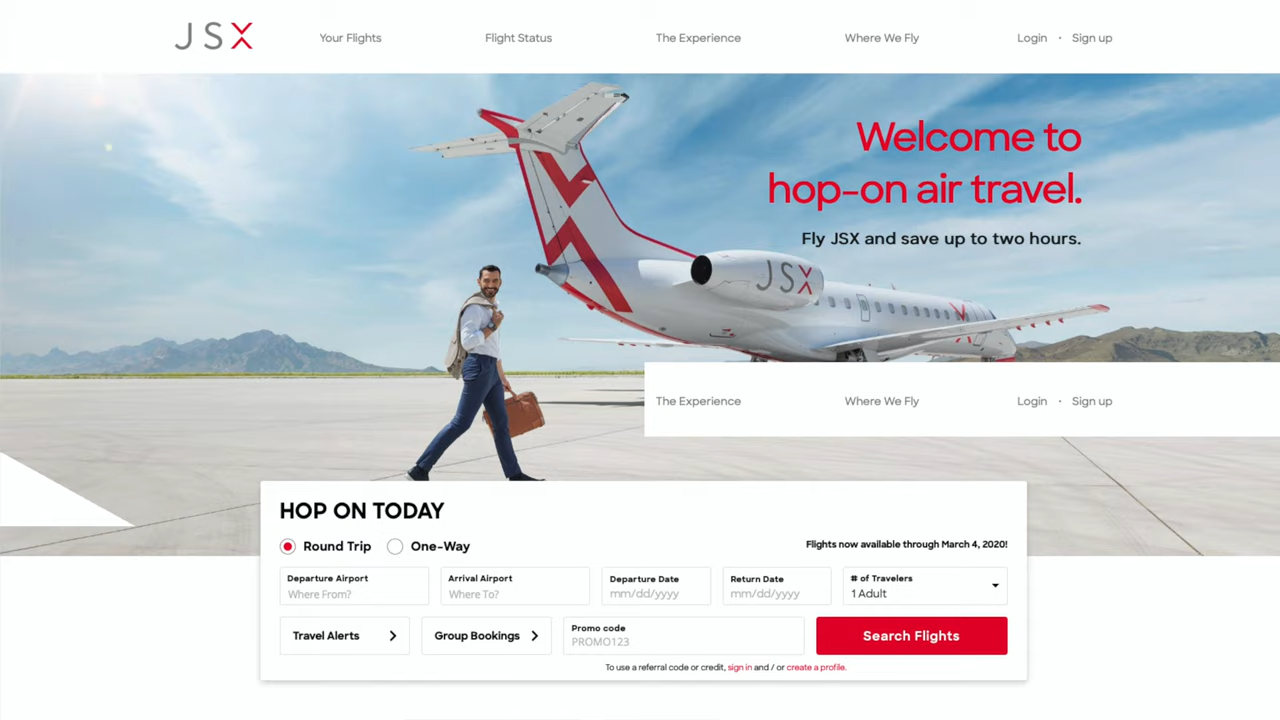 JSX
Your Flights
Flight Status
The Experience
Where We Fly
Login · Sign up
Welcome to
hop-on air travel.
Fly JSX and save up to two hours.
JSX
The Experience
Where We Fly
Login · Sign up
HOP ON TODAY
Round Trip
One-Way
Flights now available through March 4, 2020!
Departure Airport
Where From?
Arrival Airport
Where To?
Departure Date
mm/dd/yyyy
Return Date
mm/dd/yyyy
# of Travelers
1 Adult
Travel Alerts
Group Bookings
Promo code
PROMO123
Search Flights
To use a referral code or credit, sign in and / or create a profile.